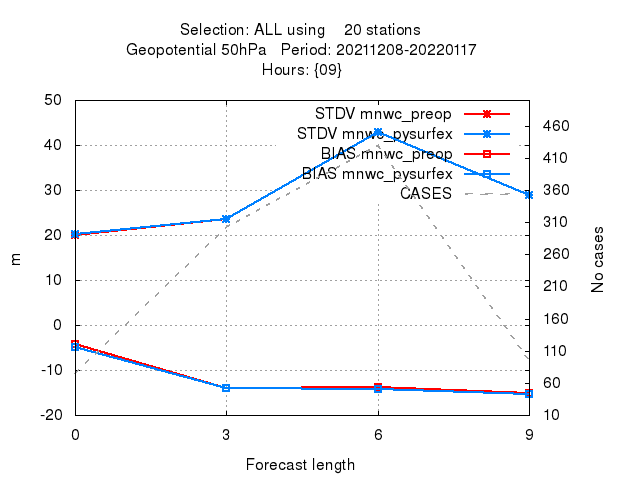 Selection: ALL using    20 stations
Geopotential 50hPa   Period: 20211208-20220117
Hours: {09}
50
40
30
20
10
0
-10
-20
m
STDV mnwc_preop
STDV mnwc_pysurfex
BIAS mnwc_preop
BIAS mnwc_pysurfex
CASES
460
410
360
310
260
210
160
110
60
10
No cases
0
3
6
9
Forecast length